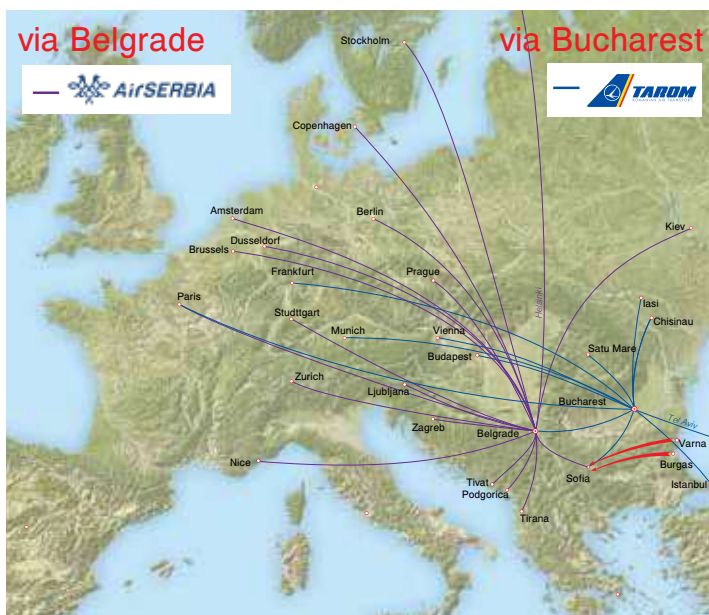 via Belgrade
via Bucharest
AirSERBIA
TAROM
ROMANIAN AIR TRANSPORT
Stockholm
Copenhagen
Amsterdam
Berlin
Kiev
Dusseldorf
Brussels
Frankfurt
Prague
Helsinki
Paris
Iasi
Studttgart
Chisinau
Munich
Vienna
Satu Mare
Budapest
Zurich
Ljubljana
Bucharest
Tel Aviv
Zagreb
Belgrade
Varna
Nice
Burgas
Sofia
Tivat
Istanbul
Podgorica
Tirana